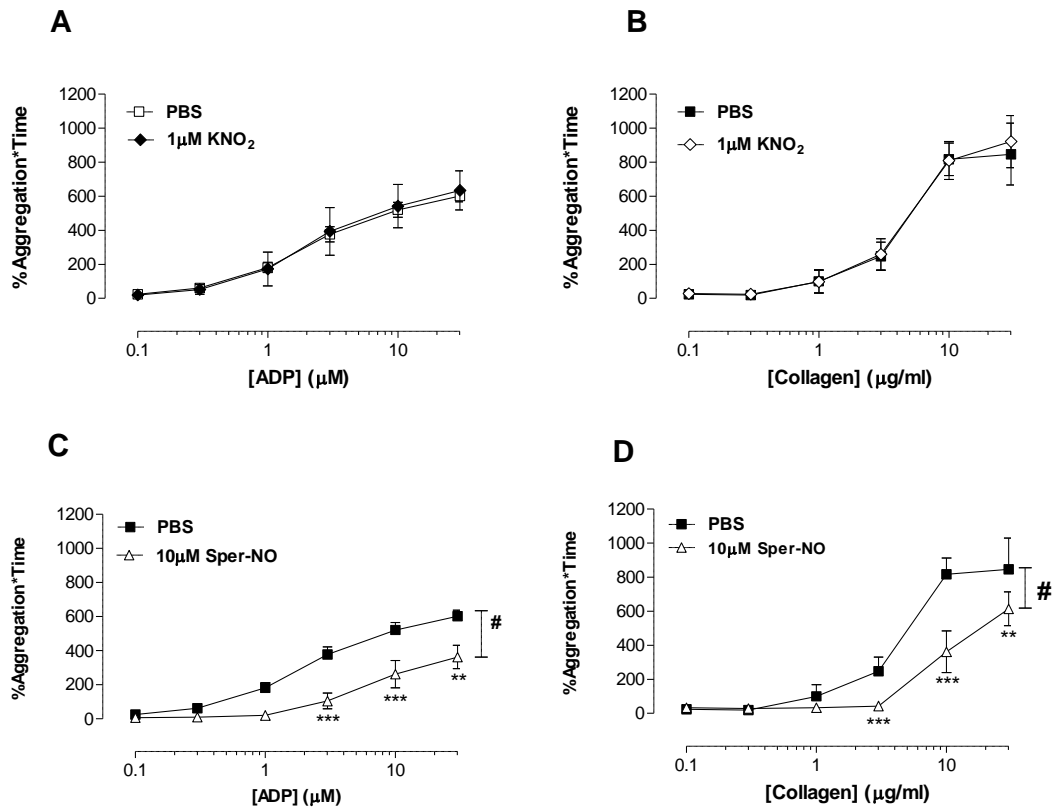 A
1200
1000
800
600
400
200
0
%Aggregation*Time
PBS
1μM KNO₂
0.1
1
10
[ADP] (μM)
B
1200
1000
800
600
400
200
0
%Aggregation*Time
PBS
1μM KNO₂
0.1
1
10
[Collagen] (μg/ml)
C
1200
1000
800
600
400
200
0
%Aggregation*Time
PBS
10μM Sper-NO
#
***
***
**
0.1
1
10
[ADP] (μM)
D
1200
1000
800
600
400
200
0
%Aggregation*Time
PBS
10μM Sper-NO
#
**
***
***
0.1
1
10
[Collagen] (μg/ml)